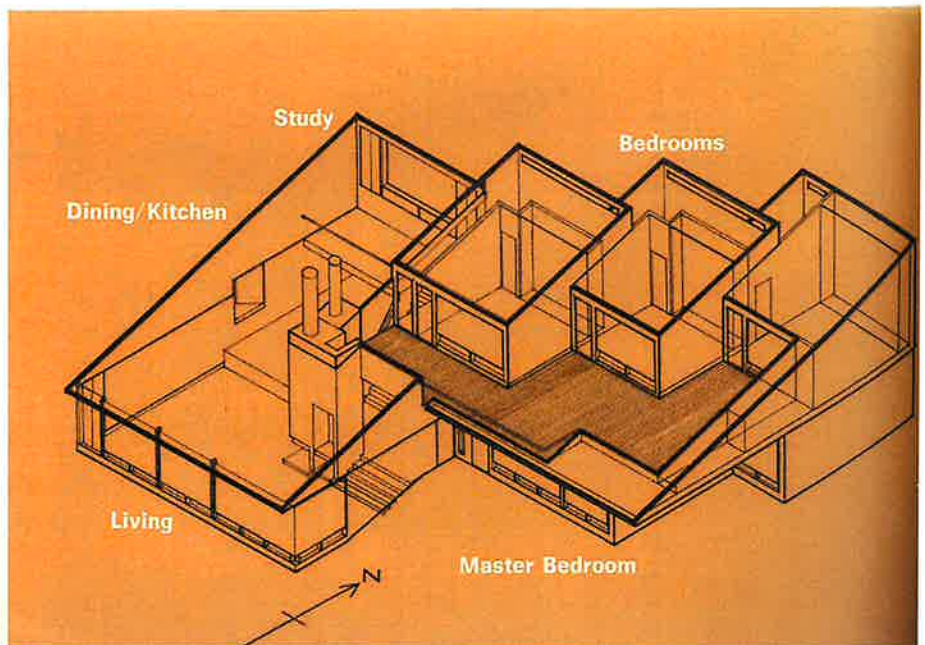 Study
Bedrooms
Dining/Kitchen
Living
Master Bedroom
N